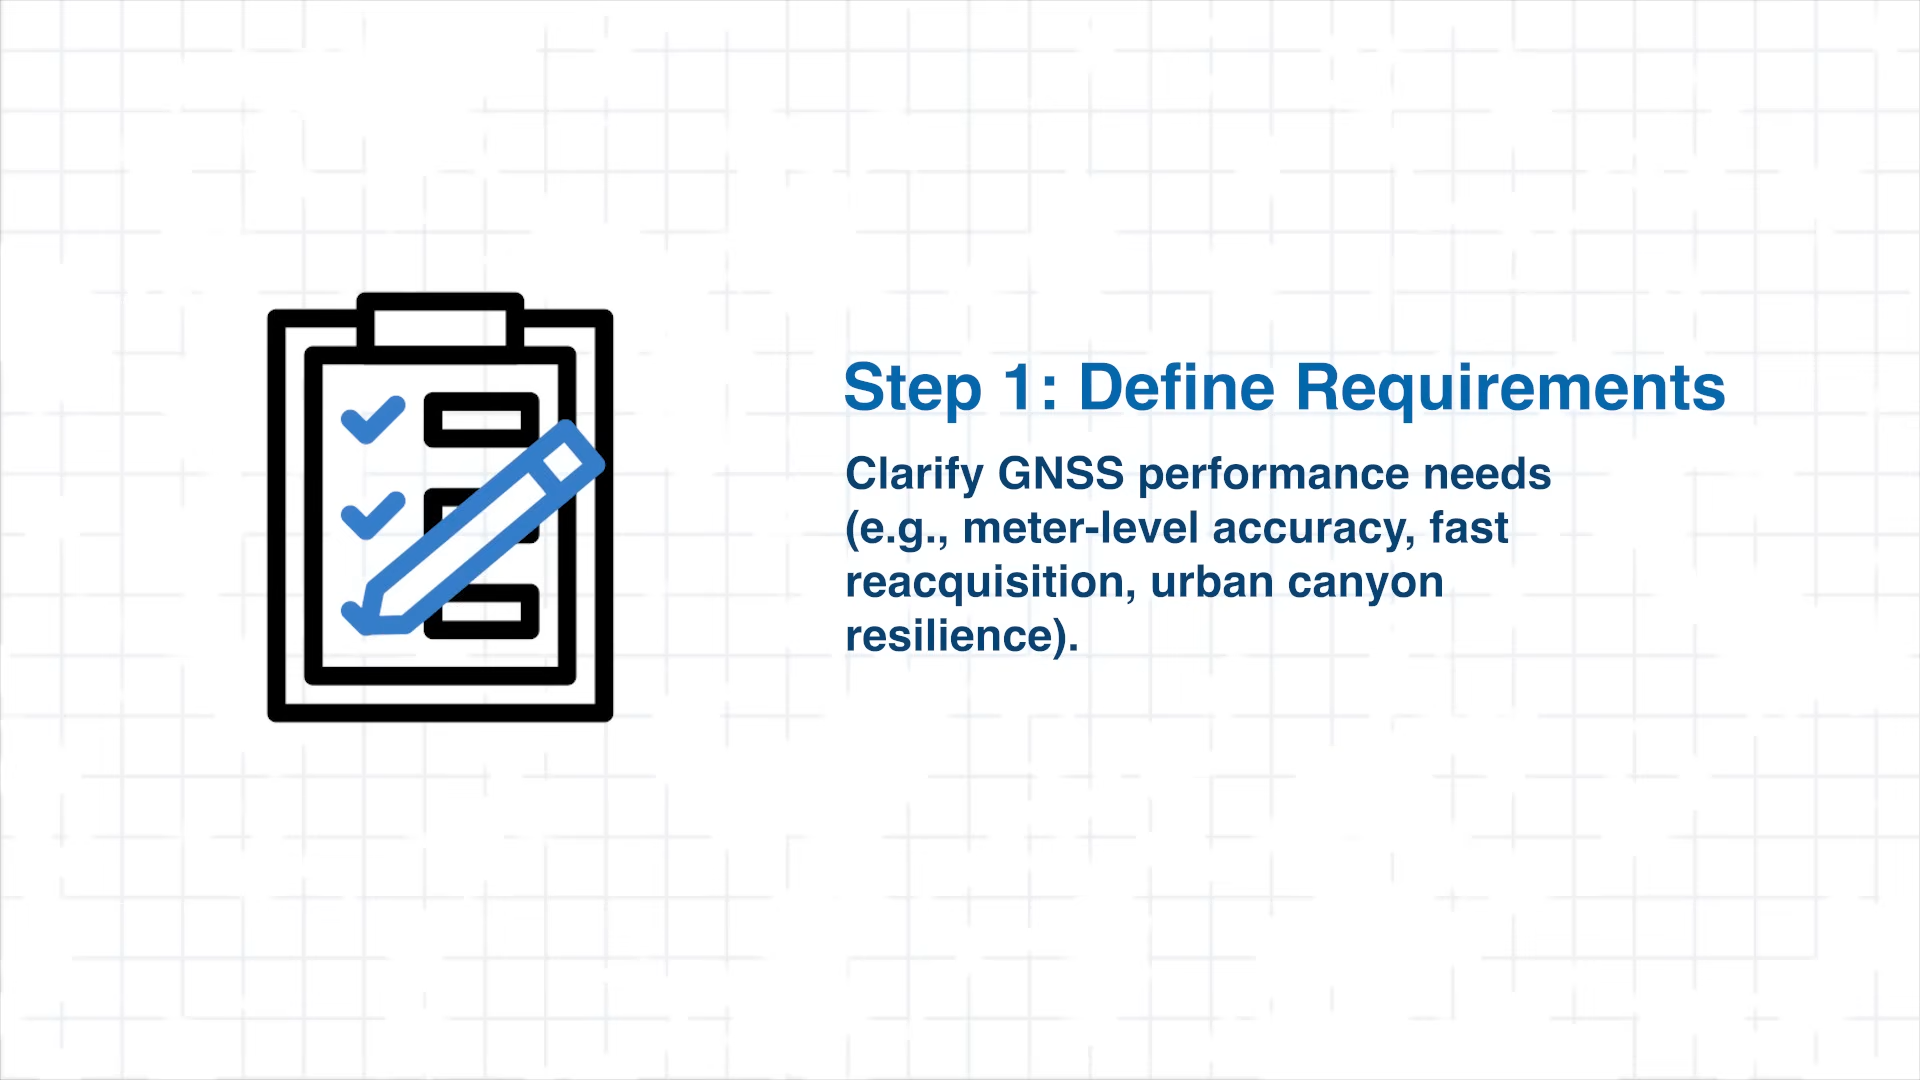 Step 1: Define Requirements
Clarify GNSS performance needs
(e.g., meter-level accuracy, fast
reacquisition, urban canyon
resilience).